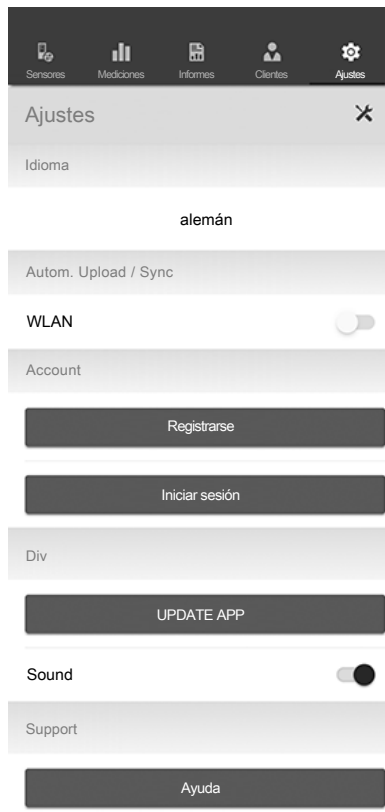 Sensores Mediciones Informes Clientes Ajustes
Ajustes
Idioma
alemán
Autom. Upload / Sync
WLAN
Account
Registrarse
Iniciar sesión
Div
UPDATE APP
Sound
Support
Ayuda